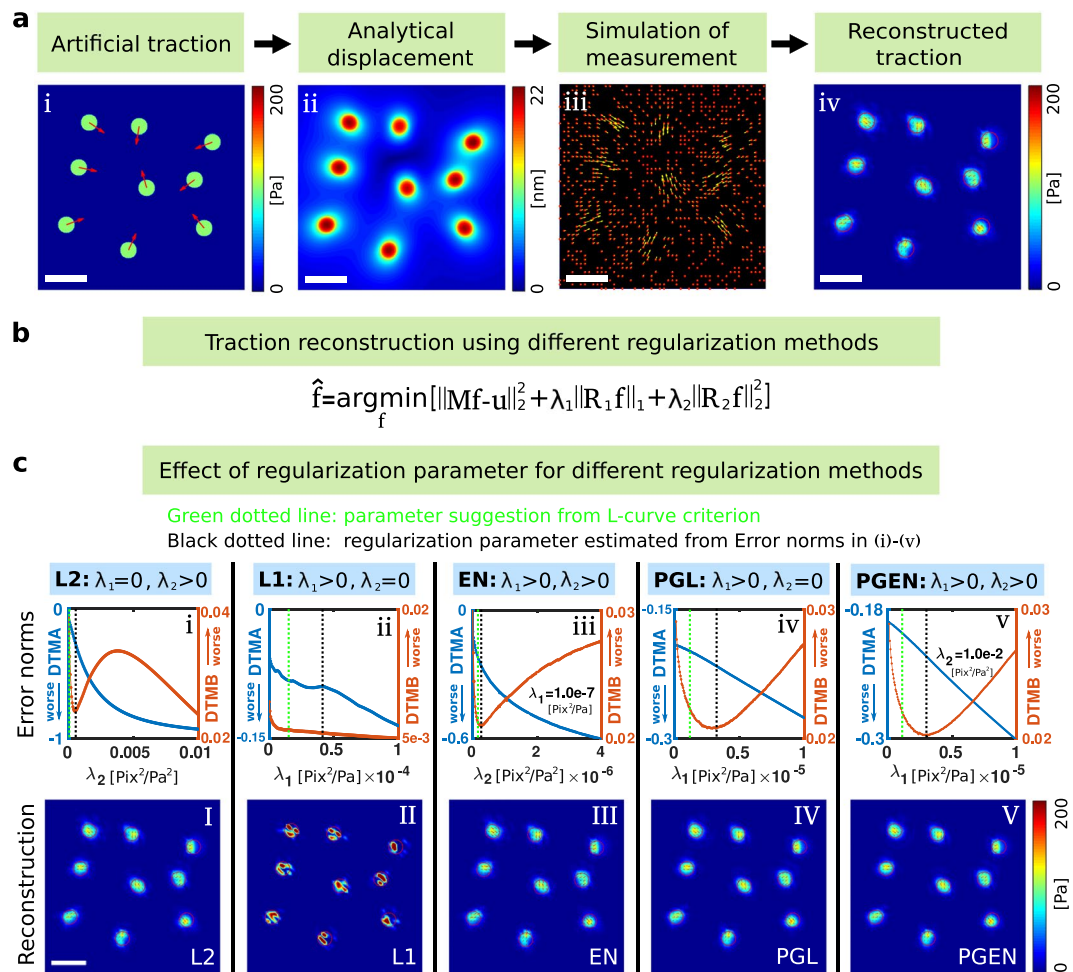 a
Artificial traction
Analytical
displacement
Simulation of
measurement
Reconstructed
traction
i
200
[Pa]
0
ii
22
[nm]
0
iii
iv
200
[Pa]
0
b
Traction reconstruction using different regularization methods
f̂=argmin[||Mf-u||₂²+λ₁||R₁f||₁+λ₂||R₂f||₂²]
f
c
Effect of regularization parameter for different regularization methods
Green dotted line: parameter suggestion from L-curve criterion
Black dotted line: regularization parameter estimated from Error norms in (i)-(v)
L2: λ₁=0, λ₂>0
L1: λ₁>0, λ₂=0
EN: λ₁>0, λ₂>0
PGL: λ₁>0, λ₂=0
PGEN: λ₁>0, λ₂>0
Error norms
0
-1
DTMA
worse
i
0.04
0.02
DTMB
worse
0
0.005
0.01
λ₂ [Pix²/Pa²]
0
-0.15
DTMA
worse
ii
0.02
5e-3
DTMB
worse
0
0.5
1
λ₁ [Pix²/Pa]×10⁻⁴
0
-0.6
DTMA
worse
iii
λ₁=1.0e-7
[Pix²/Pa]
0.03
0.02
DTMB
worse
0
2
4
λ₂ [Pix²/Pa²]×10⁻⁶
-0.15
-0.3
DTMA
worse
iv
0.03
0.02
DTMB
worse
0
0.5
1
λ₁[Pix²/Pa]×10⁻⁵
-0.18
-0.3
DTMA
worse
v
λ₂=1.0e-2
[Pix²/Pa²]
0.03
0.02
DTMB
worse
0
0.5
1
λ₁ [Pix²/Pa]×10⁻⁵
Reconstruction
I
L2
II
L1
III
EN
IV
PGL
V
PGEN
200
[Pa]
0